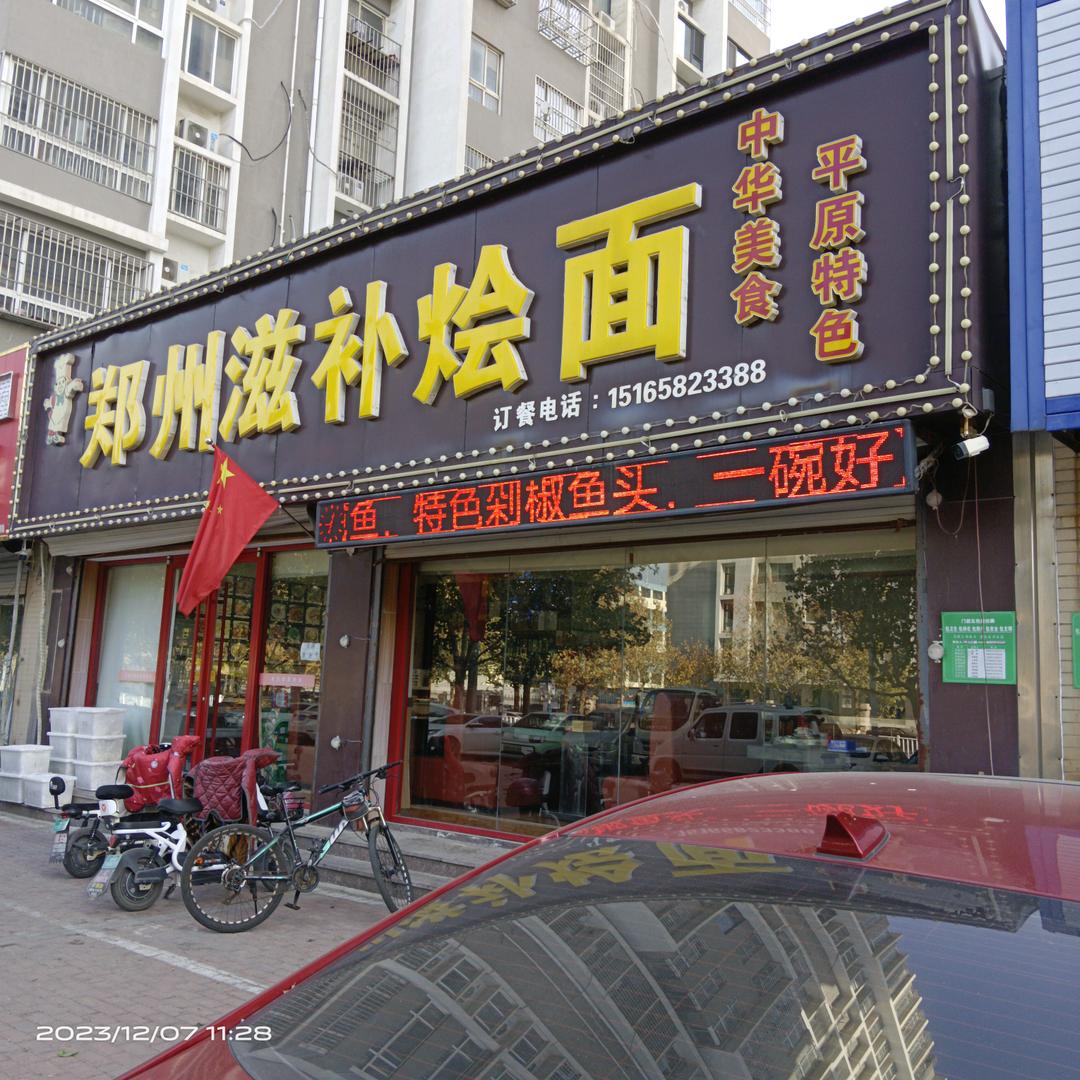 郑州滋补烩面
中华美食
平原特色
订餐电话：15165823388
鱼.特色剁椒鱼头.三碗好
2023/12/07 11:28